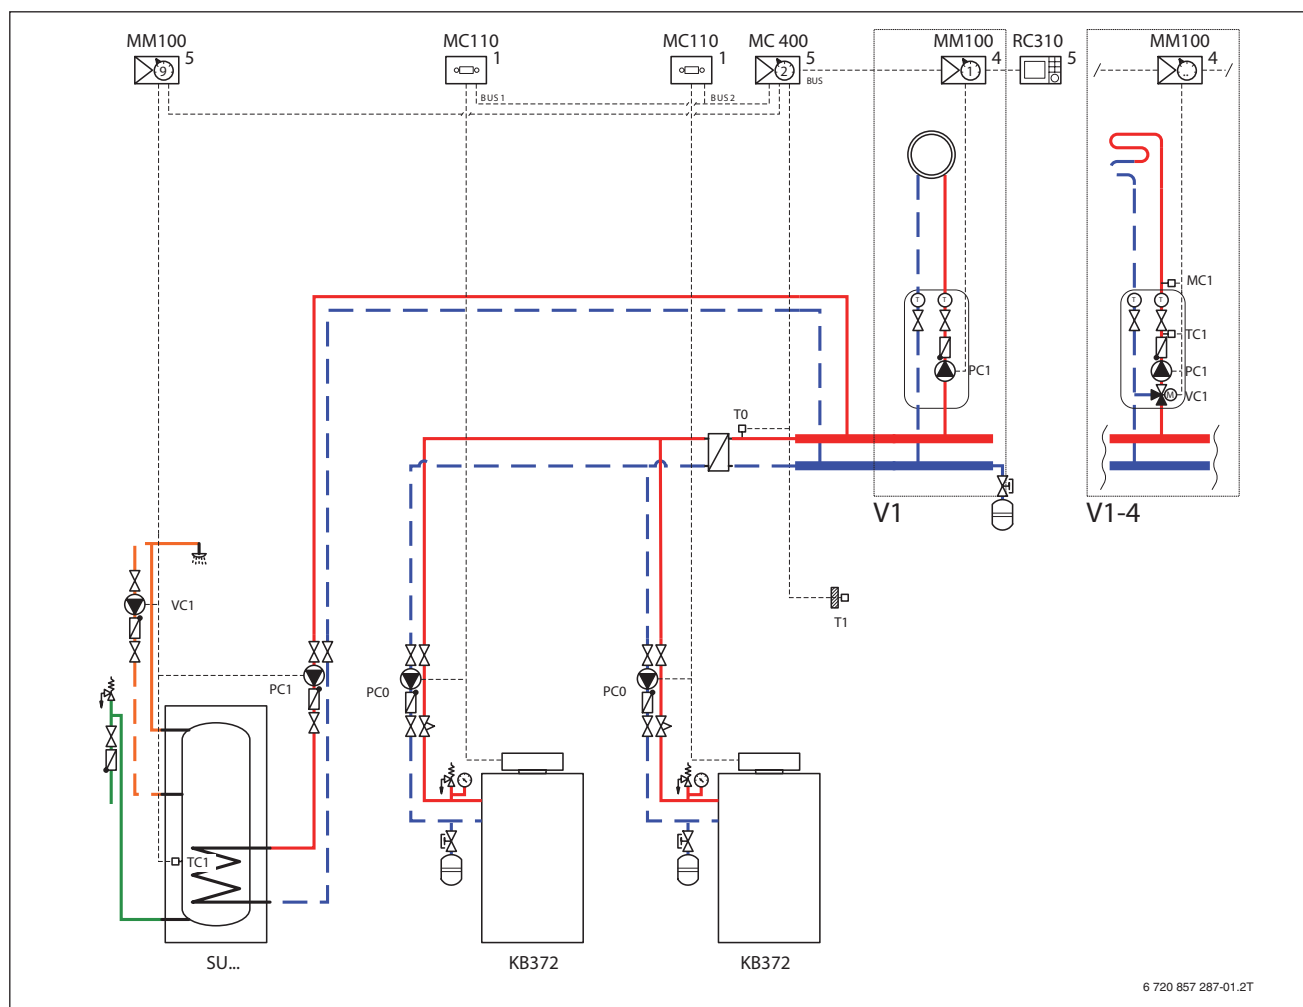 MM100
5
MC110
1
MC110
1
MC 400
5
MM100
4
RC310
5
MM100
4
9
2
1
..
BUS
BUS 1
BUS 2
MC1
T
T
T
T
TC1
PC1
PC1
M
VC1
T0
V1
V1-4
VC1
T1
PC1
PC0
PC0
TC1
SU...
KB372
KB372
6 720 857 287-01.2T